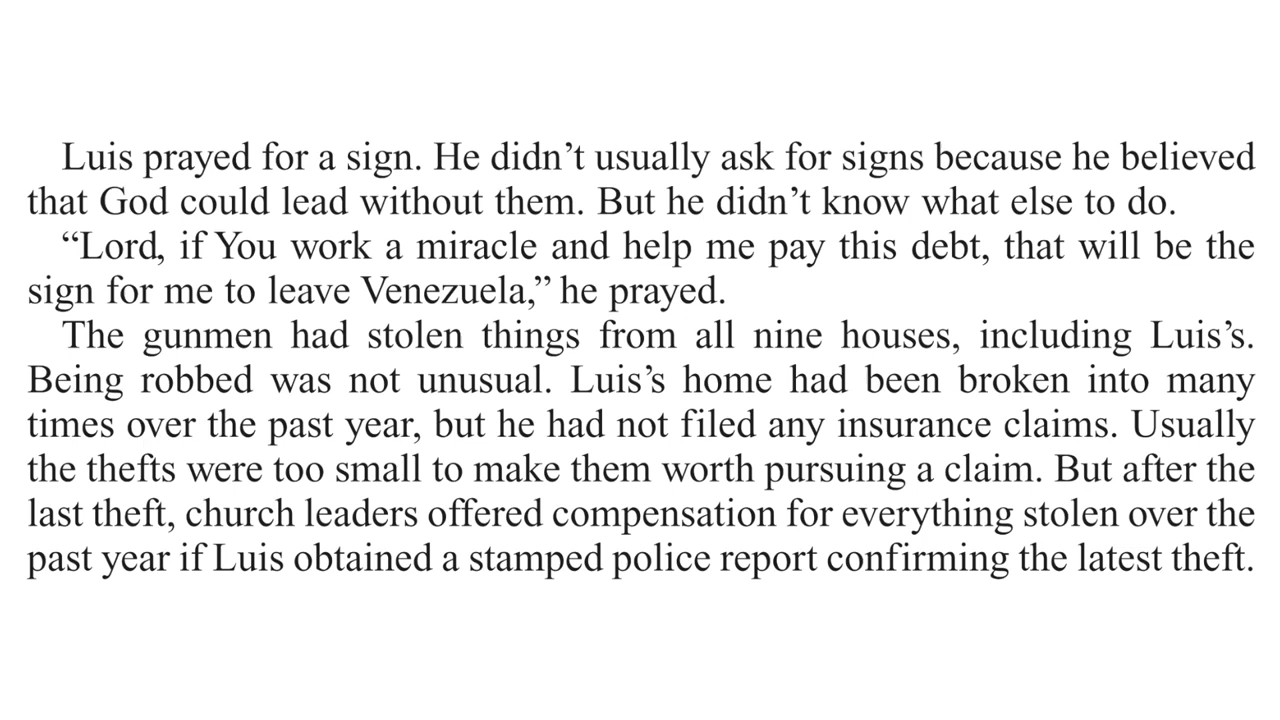 Luis prayed for a sign. He didn’t usually ask for signs because he believed
that God could lead without them. But he didn’t know what else to do.
“Lord, if You work a miracle and help me pay this debt, that will be the
sign for me to leave Venezuela,” he prayed.
The gunmen had stolen things from all nine houses, including Luis’s.
Being robbed was not unusual. Luis’s home had been broken into many
times over the past year, but he had not filed any insurance claims. Usually
the thefts were too small to make them worth pursuing a claim. But after the
last theft, church leaders offered compensation for everything stolen over the
past year if Luis obtained a stamped police report confirming the latest theft.